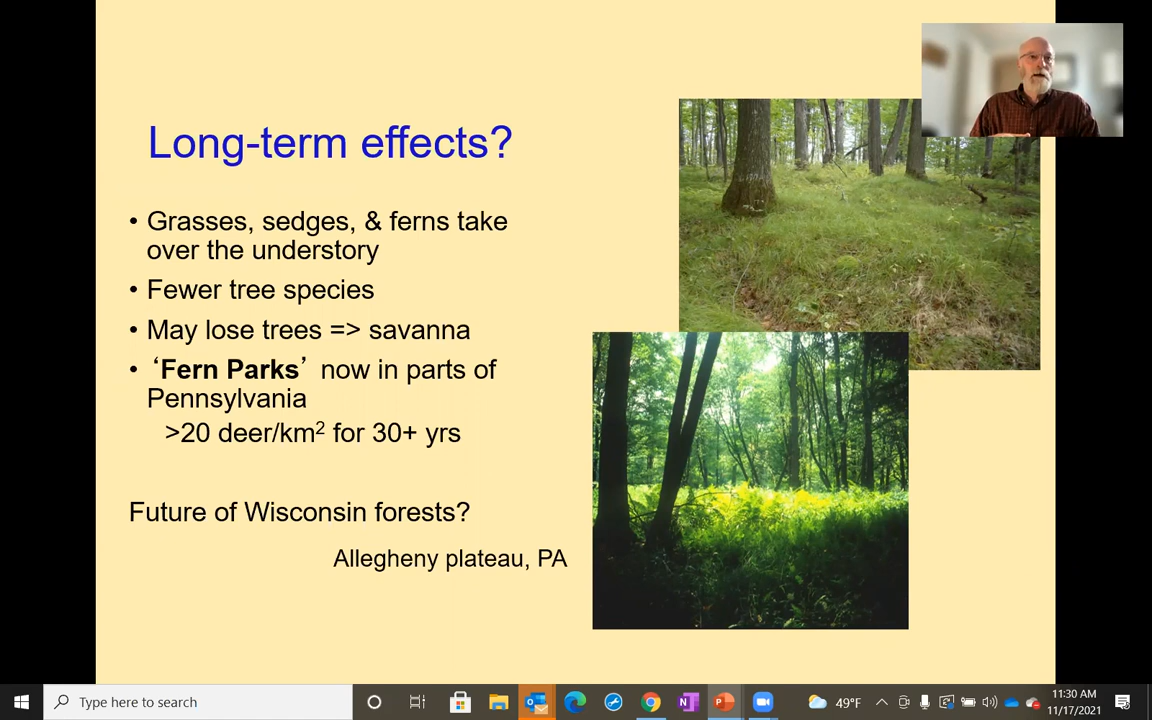 Long-term effects?
• Grasses, sedges, & ferns take
over the understory
• Fewer tree species
• May lose trees => savanna
• ‘Fern Parks’ now in parts of
Pennsylvania
>20 deer/km² for 30+ yrs
Future of Wisconsin forests?
Allegheny plateau, PA
Type here to search
49°F
11:30 AM
11/17/2021